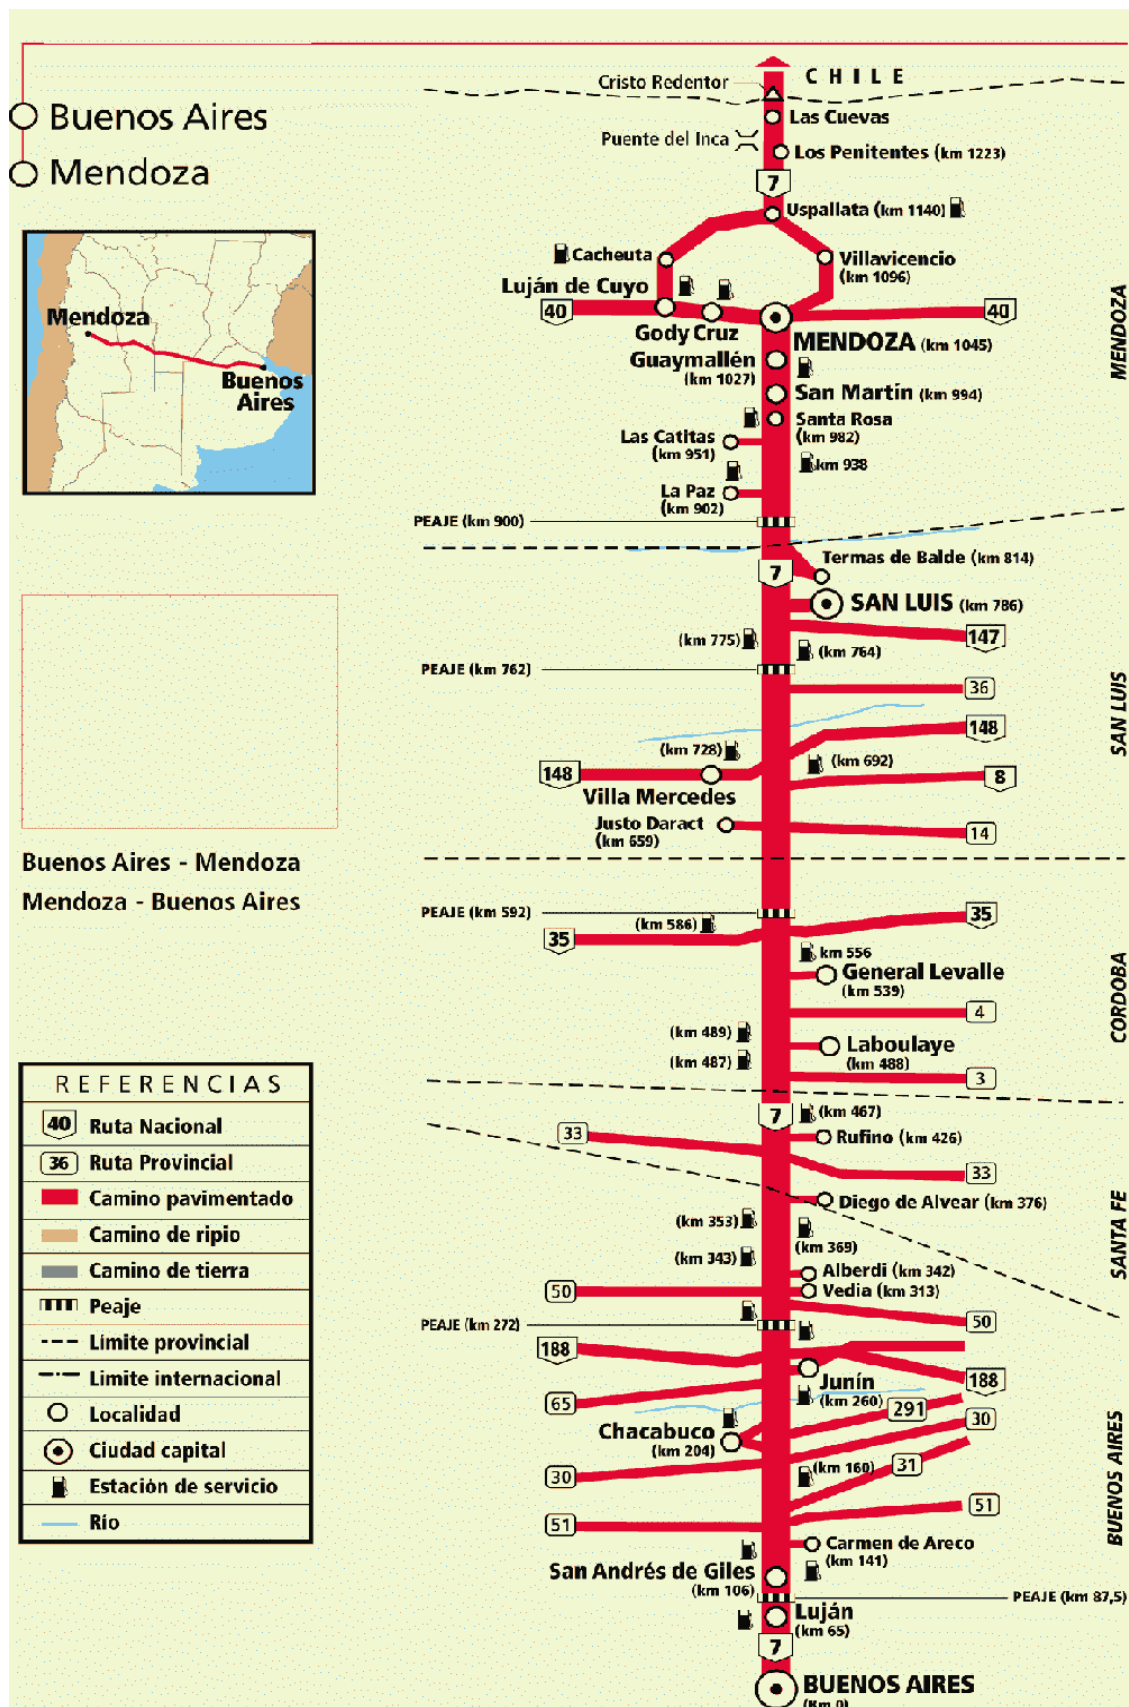 CHILE
Cristo Redentor
Las Cuevas
Buenos Aires
Puente del Inca
Los Penitentes (km 1223)
Mendoza
7
Uspallata (km 1140)
Cacheuta
Villavicencio
(km 1096)
Luján de Cuyo
40
40
Gody Cruz
MENDOZA (km 1045)
MENDOZA
Mendoza
Buenos
Aires
Guaymallén
(km 1027)
San Martín (km 994)
Santa Rosa
(km 982)
Las Catitas
(km 951)
km 938
La Paz
(km 902)
PEAJE (km 900)
Termas de Balde (km 814)
7
SAN LUIS (km 786)
147
(km 775)
(km 764)
PEAJE (km 762)
36
SAN LUIS
148
(km 728)
(km 692)
148
8
Villa Mercedes
Justo Daract
(km 659)
14
Buenos Aires - Mendoza
Mendoza - Buenos Aires
PEAJE (km 592)
35
(km 586)
35
km 556
General Levalle
(km 539)
CORDOBA
4
(km 489)
Laboulaye
(km 488)
(km 487)
3
REFERENCIAS
40 Ruta Nacional
36 Ruta Provincial
Camino pavimentado
Camino de ripio
Camino de tierra
Peaje
Límite provincial
Limite internacional
Localidad
Ciudad capital
Estación de servicio
Río
7
(km 467)
33
Rufino (km 426)
33
Diego de Alvear (km 376)
SANTA FE
(km 353)
(km 369)
(km 343)
Alberdi (km 342)
50
Vedia (km 313)
50
PEAJE (km 272)
188
188
Junín
(km 260)
65
291
30
Chacabuco
(km 204)
30
(km 160)
31
BUENOS AIRES
51
51
Carmen de Areco
(km 141)
San Andrés de Giles
(km 106)
PEAJE (km 87,5)
Luján
(km 65)
7
BUENOS AIRES
(Km 0)